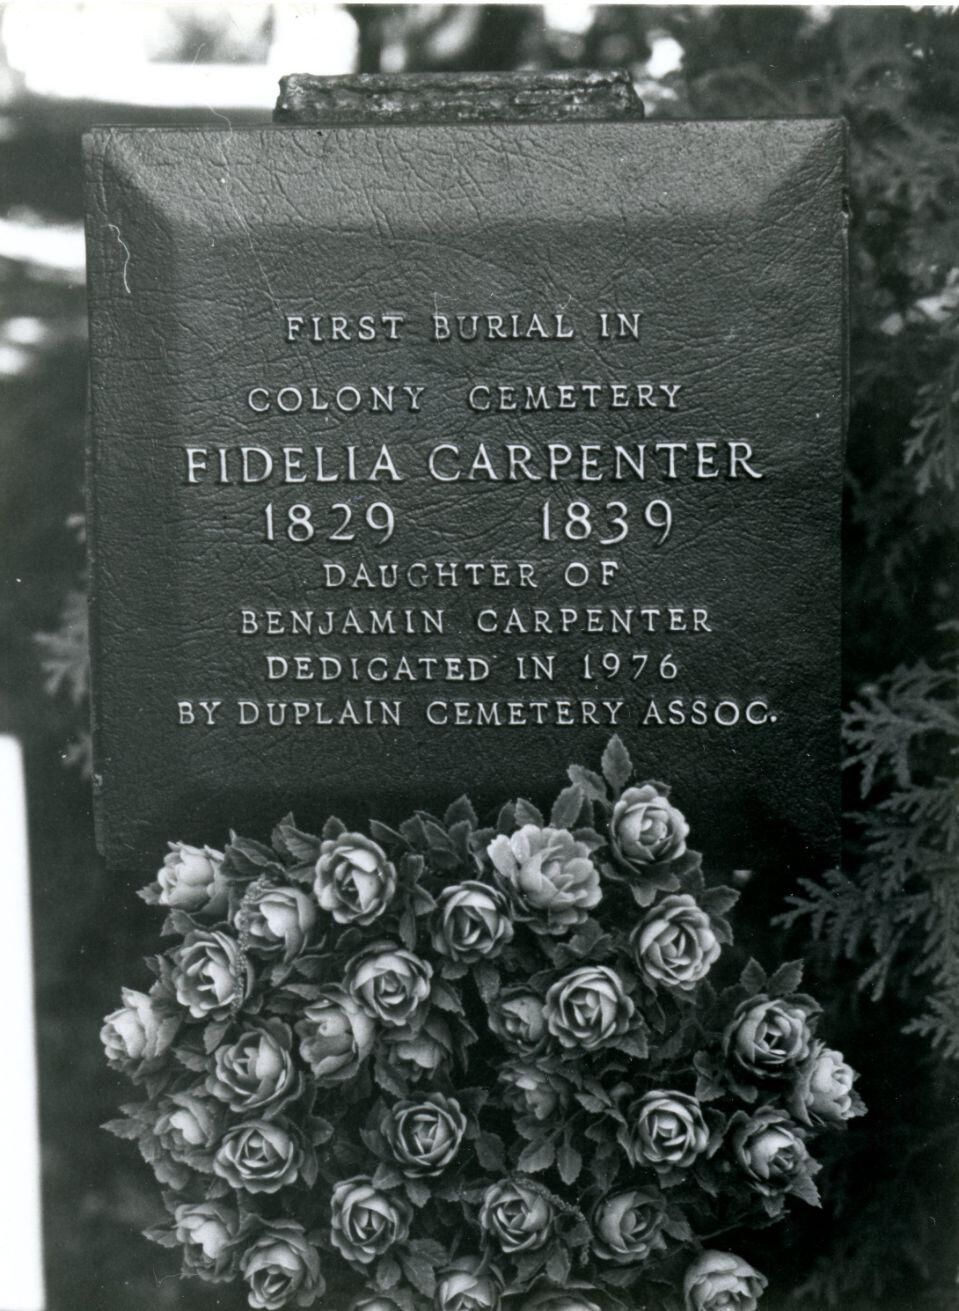 FIRST BURIAL IN
COLONY CEMETERY
FIDELIA CARPENTER
1829 1839
DAUGHTER OF
BENJAMIN CARPENTER
DEDICATED IN 1976
BY DUPLAIN CEMETERY ASSOC.